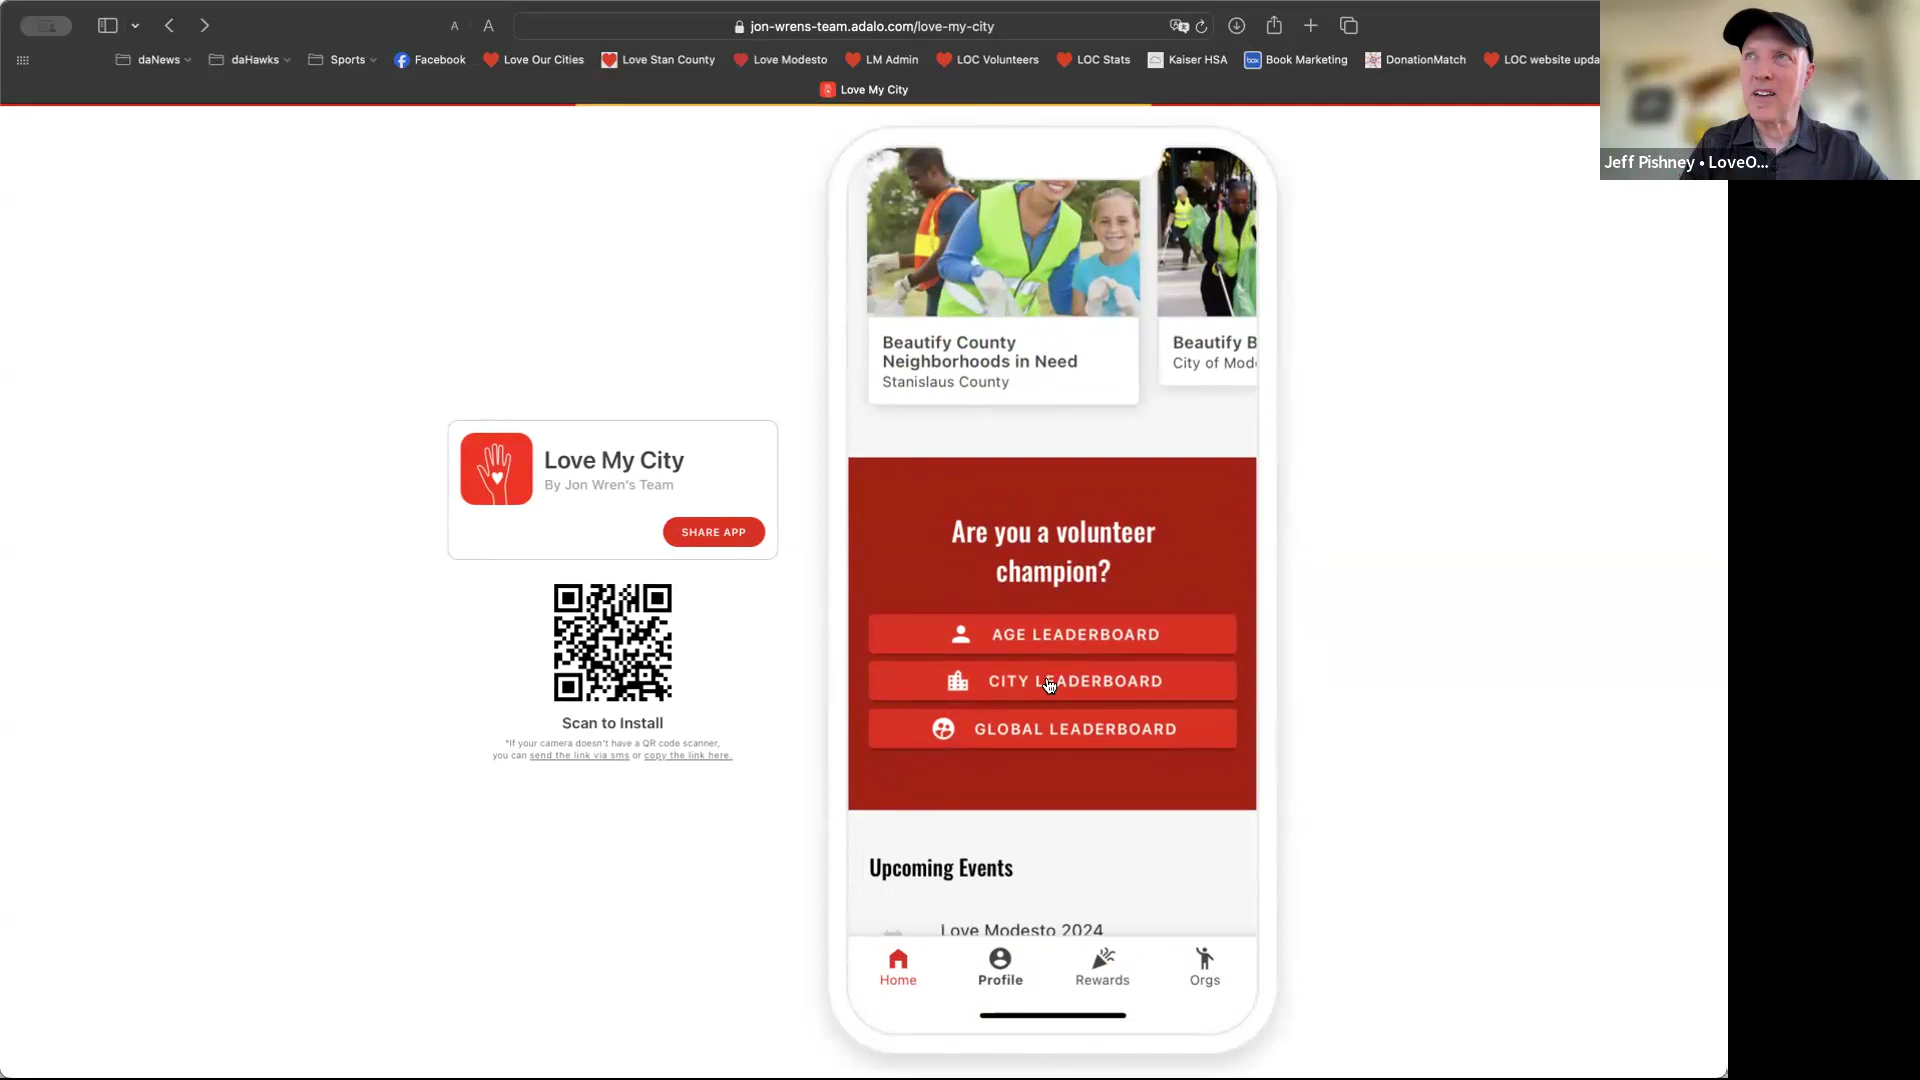 A A jon-wrens-team.adalo.com/love-my-city
daNews daHawks Sports Facebook Love Our Cities Love Stan County Love Modesto LM Admin LOC Volunteers LOC Stats Kaiser HSA Book Marketing DonationMatch LOC website upda
Love My City
Jeff Pishney • LoveO...
Beautify County
Neighborhoods in Need
Stanislaus County
Beautify B
City of Mod
Love My City
By Jon Wren's Team
SHARE APP
Scan to Install
*If your camera doesn't have a QR code scanner,
you can send the link via sms or copy the link here.
Are you a volunteer
champion?
AGE LEADERBOARD
CITY LEADERBOARD
GLOBAL LEADERBOARD
Upcoming Events
Love Modesto 2024
Home Profile Rewards Orgs